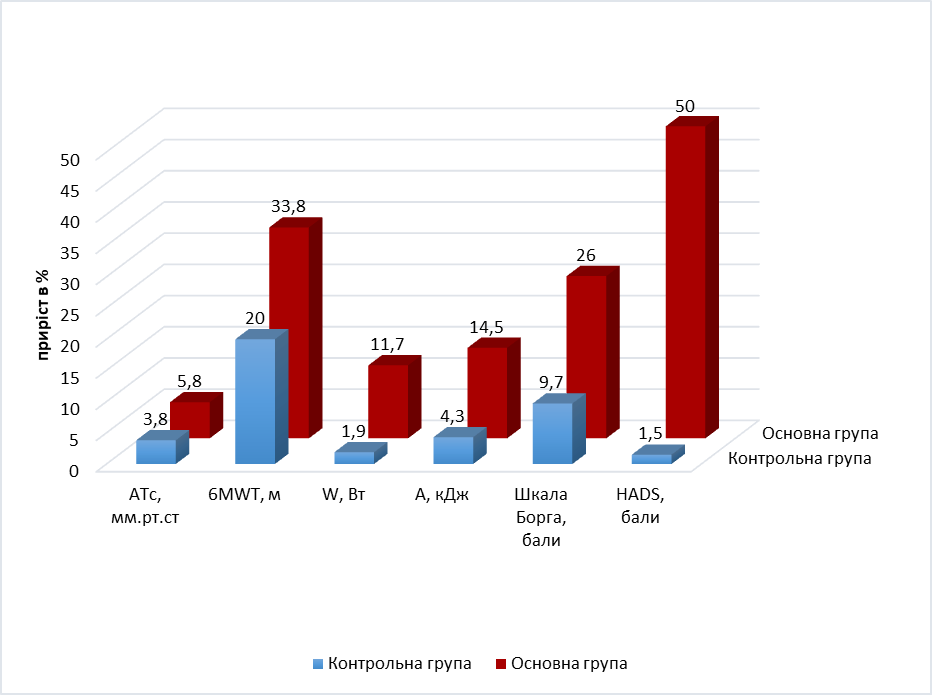 50
33,8
26
20
14,5
11,7
9,7
5,8
3,8
4,3
1,9
1,5
приріст в %
50
45
40
35
30
25
20
15
10
5
0
Основна група
Контрольна група
АТс,
мм.рт.ст
6MWT, м
W, Вт
А, кДж
Шкала
Борга,
бали
HADS,
бали
Контрольна група
Основна група